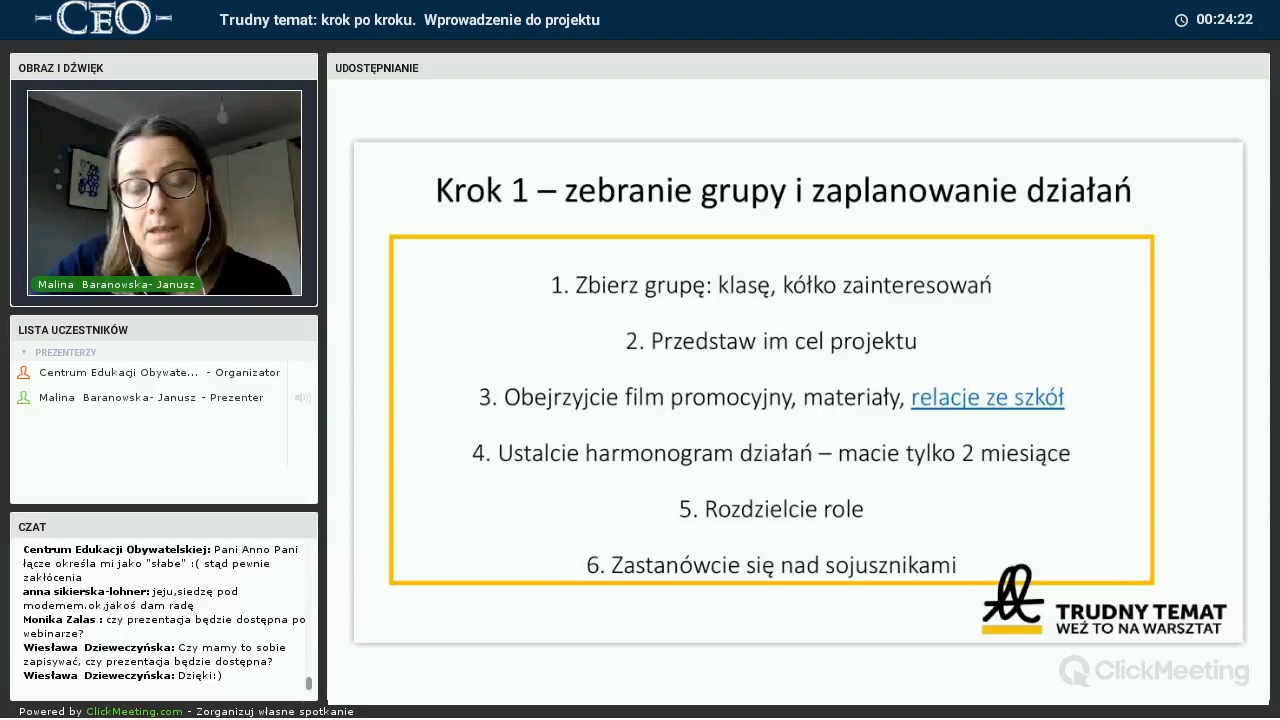 CEO
Trudny temat: krok po kroku. Wprowadzenie do projektu
00:24:22
OBRAZ I DŹWIĘK
Malina Baranowska- Janusz
LISTA UCZESTNIKÓW
PREZENTERZY
Centrum Edukacji Obywate... - Organizator
Malina Baranowska- Janusz - Prezenter
CZAT
Centrum Edukacji Obywatelskiej: Pani Anno Pani
łącze określa mi jako "słabe" :( stąd pewnie
zakłócenia
anna sikierska-lohner: jeju,siedzę pod
modemem.ok,jakoś dam radę
Monika Zalas : czy prezentacja będzie dostępna po
webinarze?
Wiesława Dzieweczyńska: Czy mamy to sobie
zapisywać, czy prezentacja będzie dostępna?
Wiesława Dzieweczyńska: Dzięki:)
UDOSTĘPNIANIE
Krok 1 – zebranie grupy i zaplanowanie działań
1. Zbierz grupę: klasę, kółko zainteresowań
2. Przedstaw im cel projektu
3. Obejrzyjcie film promocyjny, materiały, relacje ze szkół
4. Ustalcie harmonogram działań – macie tylko 2 miesiące
5. Rozdzielcie role
6. Zastanówcie się nad sojusznikami
TRUDNY TEMAT
WEŹ TO NA WARSZTAT
ClickMeeting
Powered by ClickMeeting.com - Zorganizuj własne spotkanie